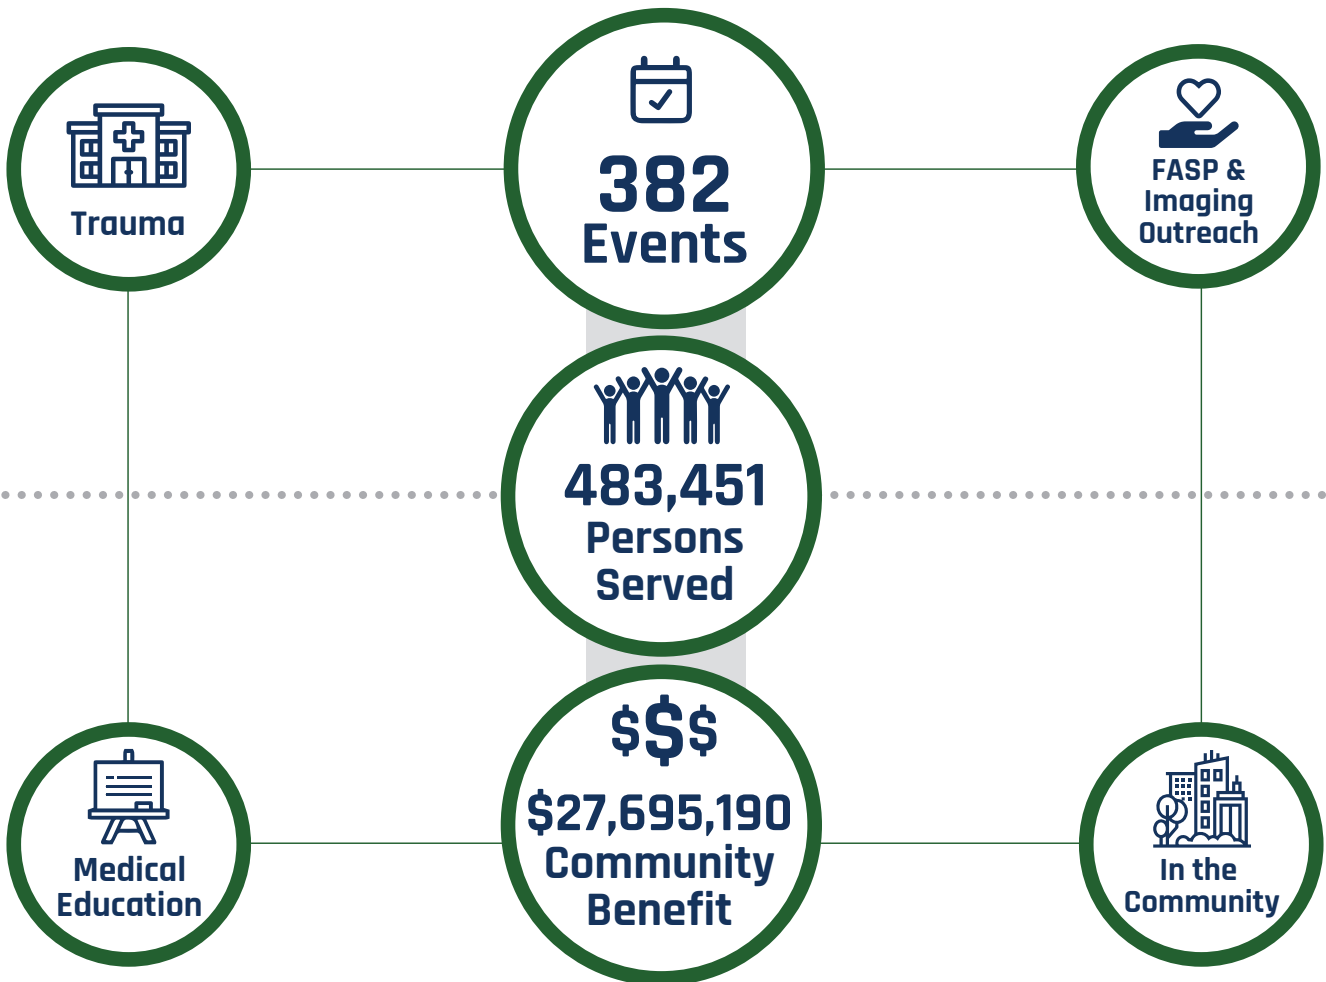 Trauma
382
Events
FASP &
Imaging
Outreach
483,451
Persons
Served
Medical
Education
$$$
$27,695,190
Community
Benefit
In the
Community